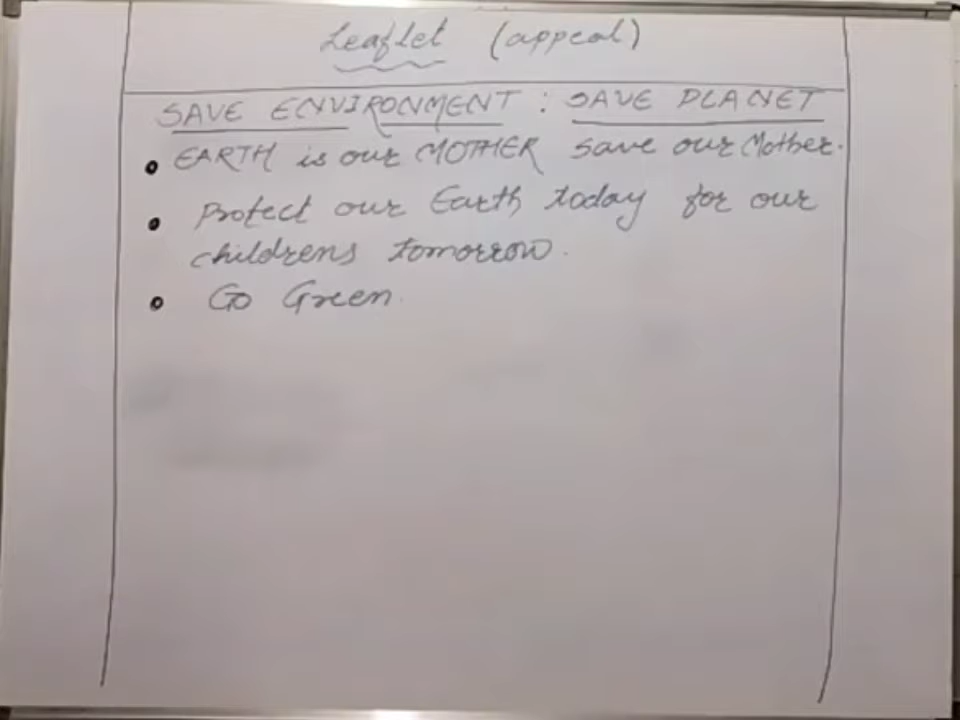 Leaflet (appeal)
SAVE ENVIRONMENT : SAVE PLANET
• EARTH is our MOTHER save our Mother.
• Protect our Earth today for our
childrens tomorrow.
• Go Green.